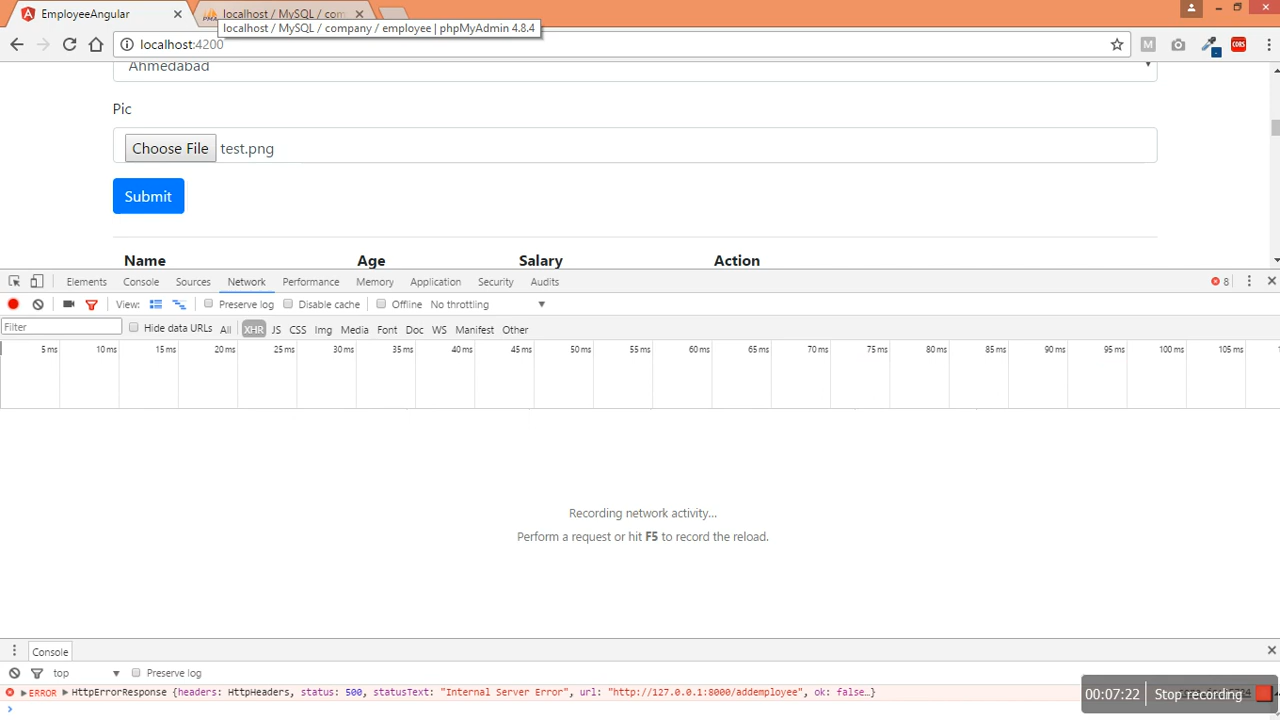 EmployeeAngular
localhost / MySQL / com
localhost / MySQL / company / employee | phpMyAdmin 4.8.4
localhost:4200
M
CORS
Ahmedabad
Pic
Choose File test.png
Submit
Name Age Salary Action
Elements Console Sources Network Performance Memory Application Security Audits 8
View: Preserve log Disable cache Offline No throttling
Filter Hide data URLs All XHR JS CSS Img Media Font Doc WS Manifest Other
5 ms 10 ms 15 ms 20 ms 25 ms 30 ms 35 ms 40 ms 45 ms 50 ms 55 ms 60 ms 65 ms 70 ms 75 ms 80 ms 85 ms 90 ms 95 ms 100 ms 105 ms
Recording network activity...
Perform a request or hit F5 to record the reload.
Console
top Preserve log
ERROR HttpErrorResponse {headers: HttpHeaders, status: 500, statusText: "Internal Server Error", url: "http://127.0.0.1:8000/addemployee", ok: false…}
00:07:22 Stop recording